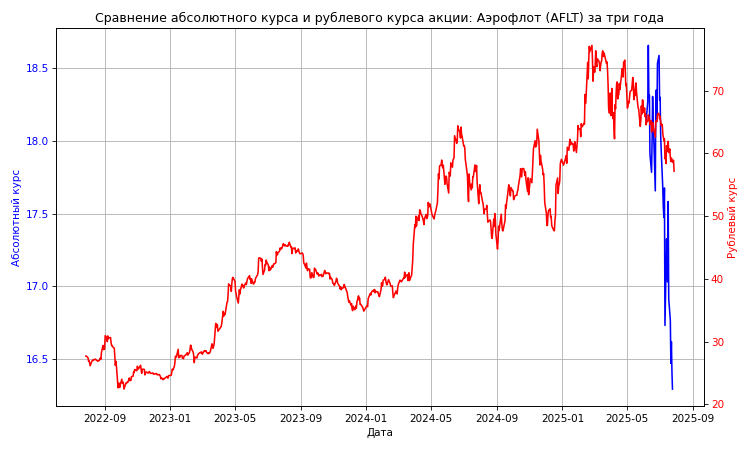 Сравнение абсолютного курса и рублевого курса акции: Аэрофлот (AFLT) за три года
18.5
18.0
17.5
17.0
16.5
Абсолютный курс
70
60
50
40
30
20
Рублевый курс
2022-09 2023-01 2023-05 2023-09 2024-01 2024-05 2024-09 2025-01 2025-05 2025-09
Дата